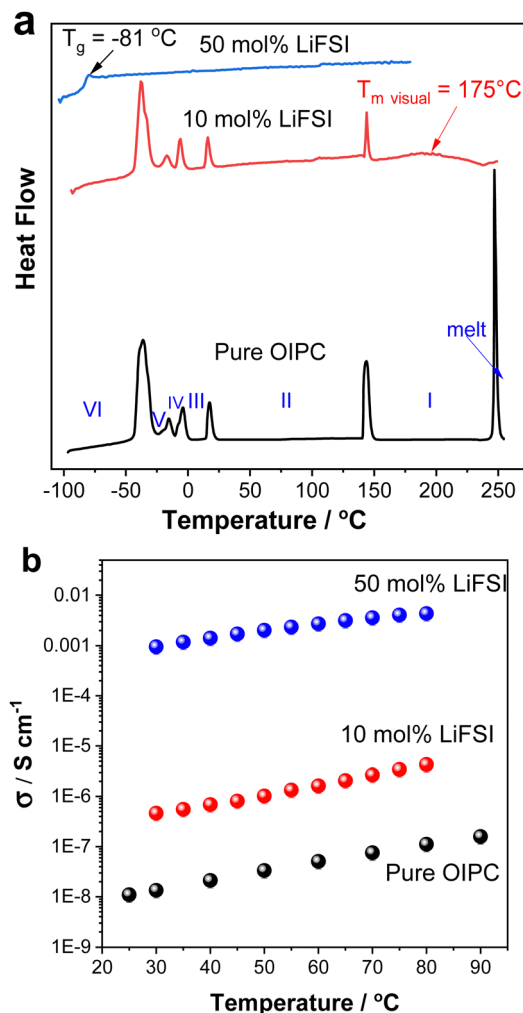 a
T_g = -81 °C
50 mol% LiFSI
10 mol% LiFSI
T_m visual = 175°C
Heat Flow
Pure OIPC
melt
VI
V
IV
III
II
I
-100 -50 0 50 100 150 200 250
Temperature / ºC
b
50 mol% LiFSI
0.01
0.001
1E-4
10 mol% LiFSI
1E-5
σ / S cm⁻¹
1E-6
1E-7
Pure OIPC
1E-8
1E-9
20 30 40 50 60 70 80 90
Temperature / ºC